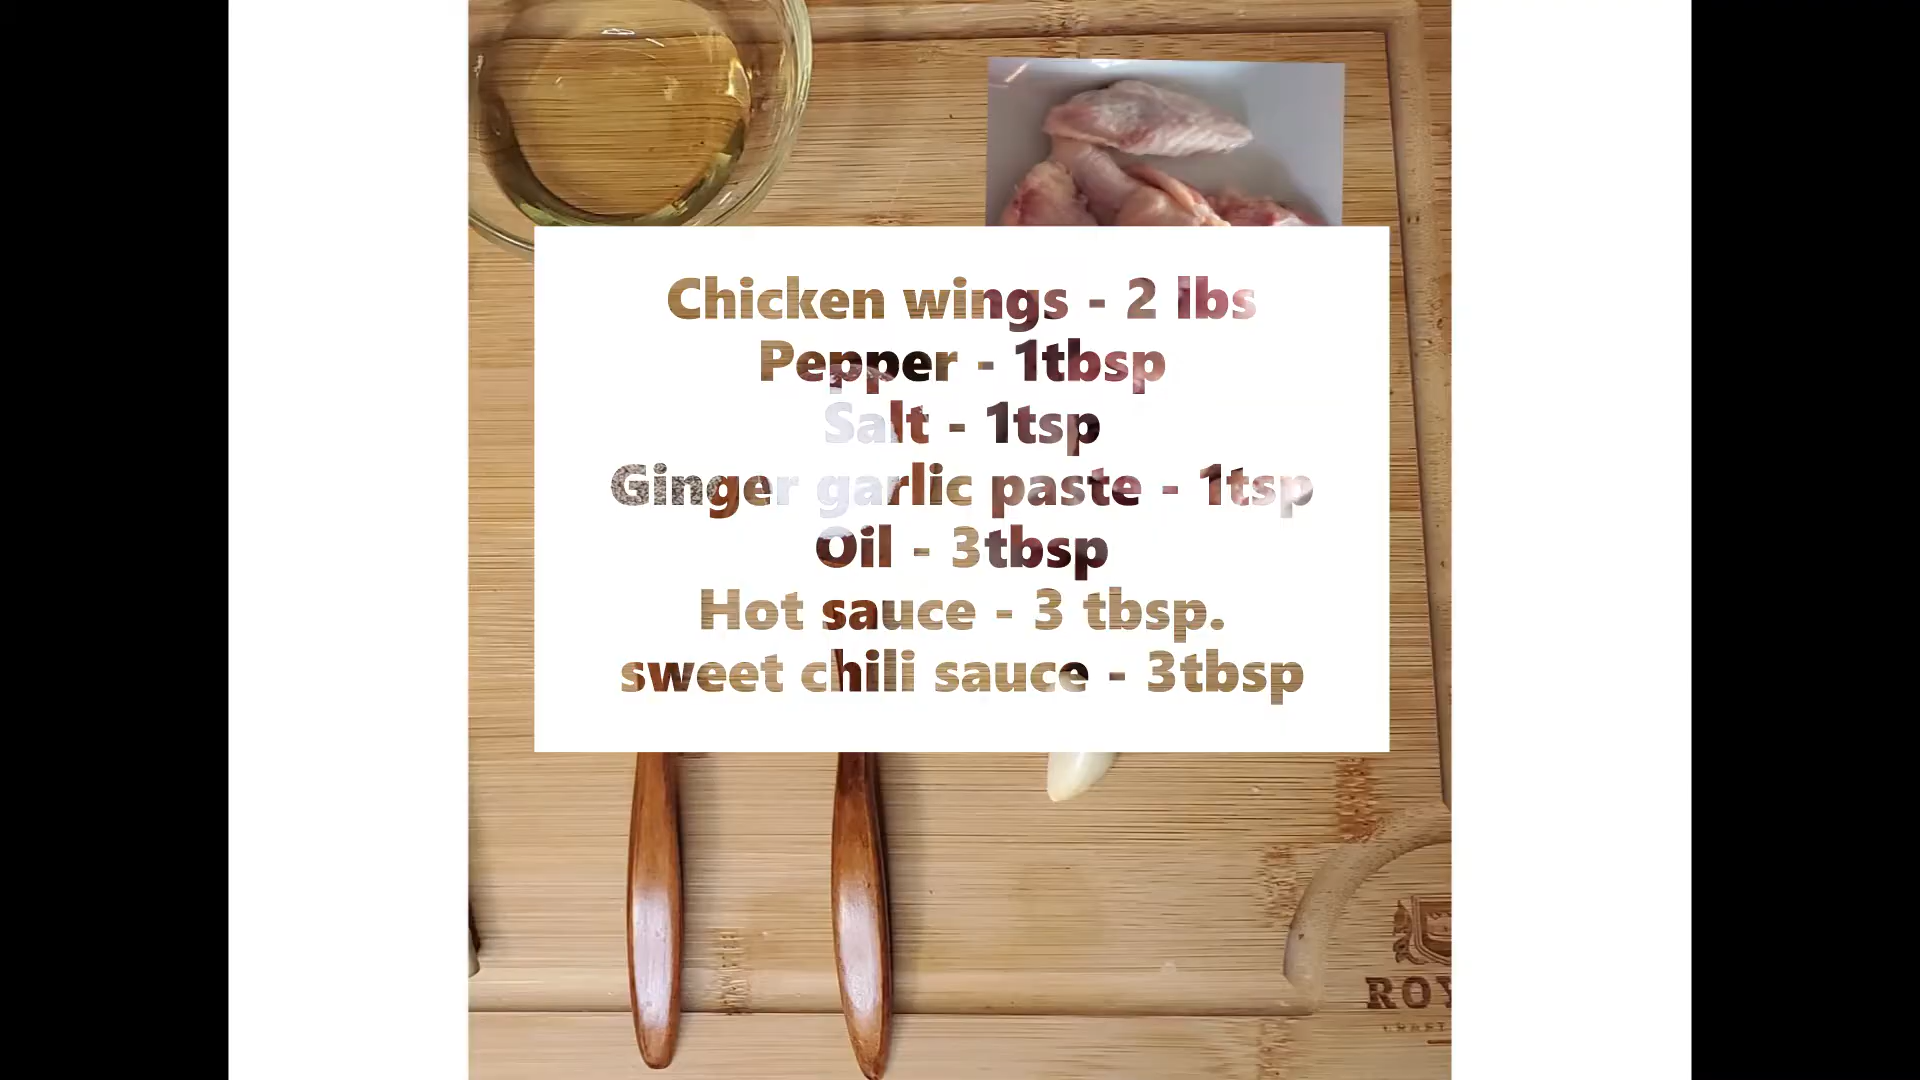 Chicken wings - 2 lbs
Pepper - 1tbsp
Salt - 1tsp
Ginger garlic paste - 1tsp
Oil - 3tbsp
Hot sauce - 3 tbsp.
sweet chili sauce - 3tbsp
ROY